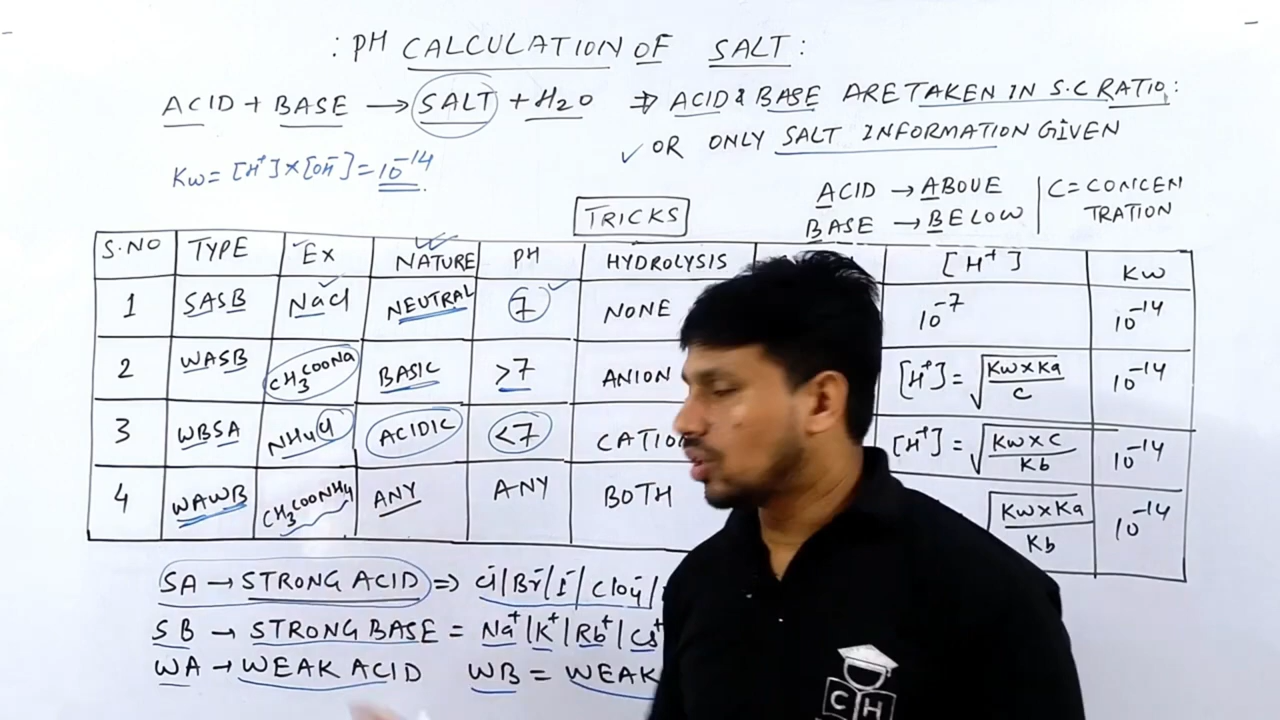 : PH CALCULATION OF SALT :
ACID + BASE → SALT + H2O ⇒ ACID & BASE ARE TAKEN IN S.C RATIO :
✓ OR ONLY SALT INFORMATION GIVEN
Kw = [H⁺] × [OH⁻] = 10⁻¹⁴
ACID → ABOVE
BASE → BELOW
C = CONCEN
TRATION
TRICKS
S.NO TYPE Ex NATURE PH HYDROLYSIS [H⁺] Kw
1 SASB NaCl NEUTRAL 7 NONE 10⁻⁷ 10⁻¹⁴
2 WASB CH3COONa BASIC >7 ANION [H⁺] = √(Kw×Ka/C) 10⁻¹⁴
3 WBSA NH4Cl ACIDIC <7 CATIO [H⁺] = √(Kw×C/Kb) 10⁻¹⁴
4 WAWB CH3COONH4 ANY ANY BOTH √(Kw×Ka/Kb) 10⁻¹⁴
SA → STRONG ACID ⇒ Cl⁻ | Br⁻ | I⁻ | ClO4⁻ |
SB → STRONG BASE = Na⁺ | K⁺ | Rb⁺ | Cs⁺
WA → WEAK ACID WB = WEAK
C H